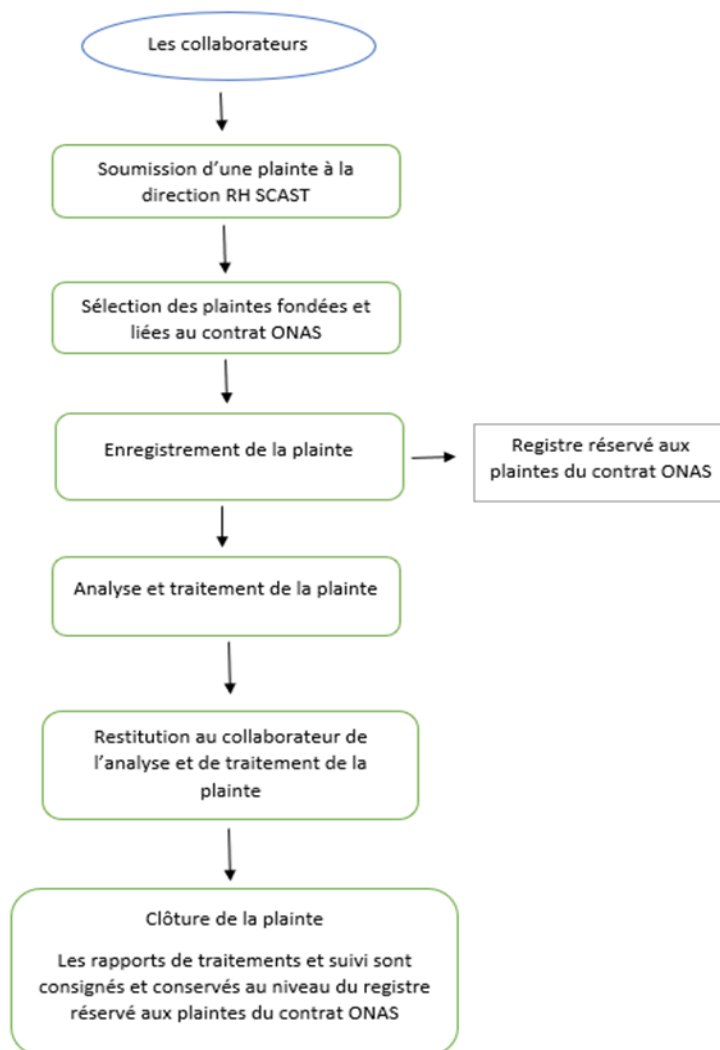 Les collaborateurs
Soumission d'une plainte à la
direction RH SCAST
Sélection des plaintes fondées et
liées au contrat ONAS
Enregistrement de la plainte
Registre réservé aux
plaintes du contrat ONAS
Analyse et traitement de la plainte
Restitution au collaborateur de
l'analyse et de traitement de la
plainte
Clôture de la plainte
Les rapports de traitements et suivi sont
consignés et conservés au niveau du registre
réservé aux plaintes du contrat ONAS